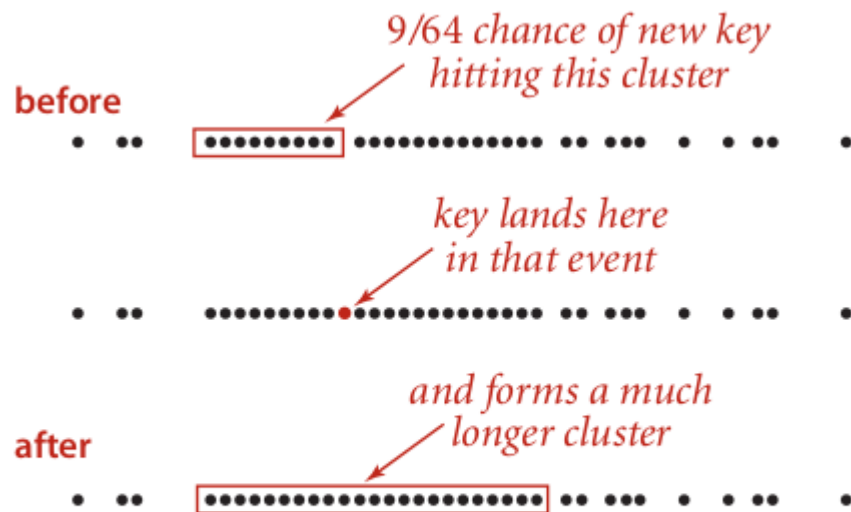 9/64 chance of new key
hitting this cluster
before
key lands here
in that event
and forms a much
longer cluster
after